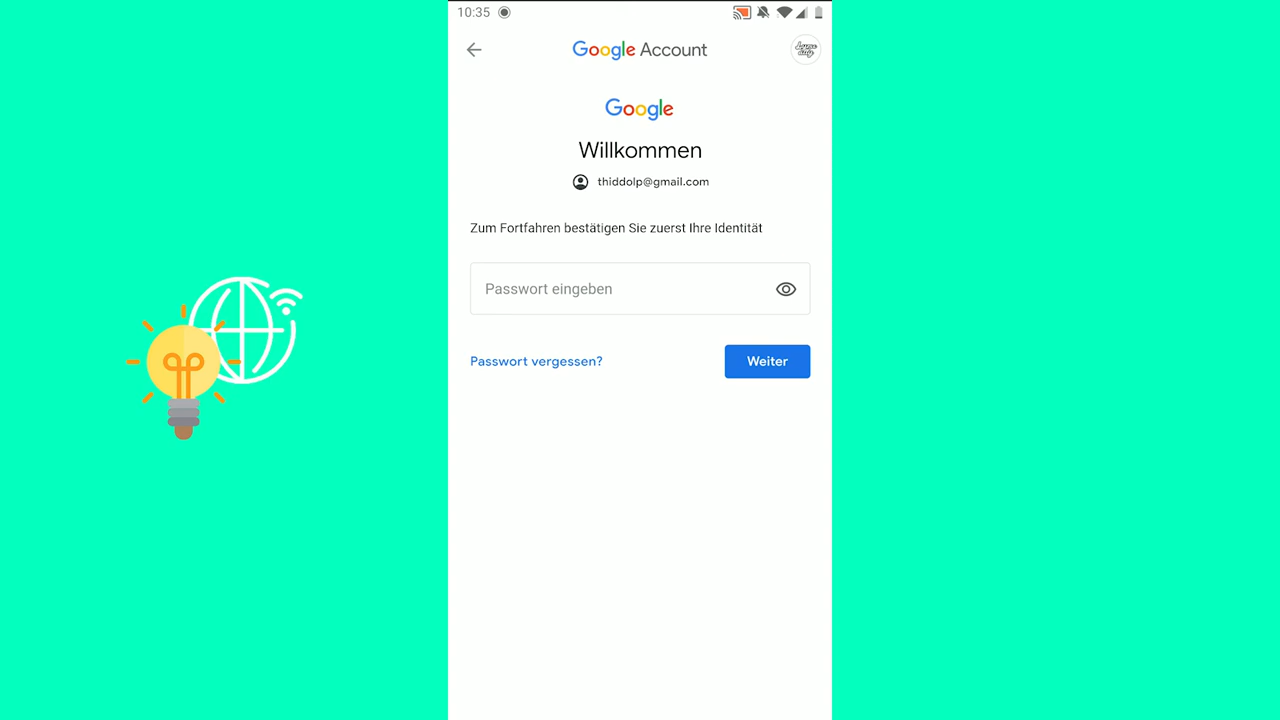 10:35
Google Account
Google
Willkommen
thiddolp@gmail.com
Zum Fortfahren bestätigen Sie zuerst Ihre Identität
Passwort eingeben
Passwort vergessen?
Weiter